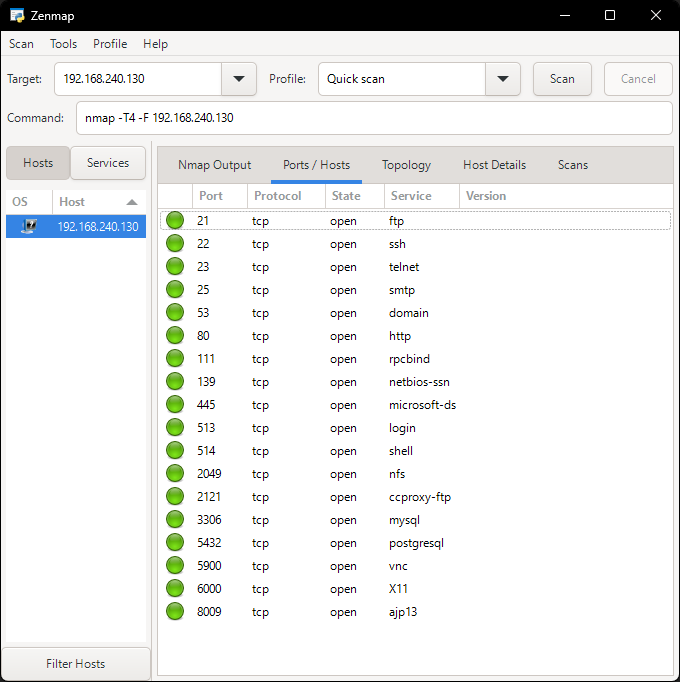 Zenmap
Scan Tools Profile Help
Target: 192.168.240.130 Profile: Quick scan Scan Cancel
Command: nmap -T4 -F 192.168.240.130
Hosts Services
OS Host
192.168.240.130
Filter Hosts
Nmap Output Ports / Hosts Topology Host Details Scans
Port Protocol State Service Version
21 tcp open ftp
22 tcp open ssh
23 tcp open telnet
25 tcp open smtp
53 tcp open domain
80 tcp open http
111 tcp open rpcbind
139 tcp open netbios-ssn
445 tcp open microsoft-ds
513 tcp open login
514 tcp open shell
2049 tcp open nfs
2121 tcp open ccproxy-ftp
3306 tcp open mysql
5432 tcp open postgresql
5900 tcp open vnc
6000 tcp open X11
8009 tcp open ajp13